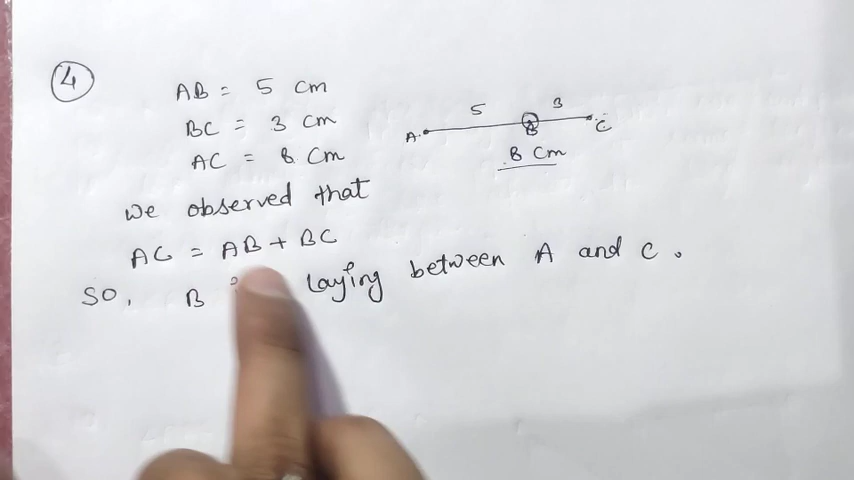 4
AB = 5 cm
BC = 3 cm
AC = 8 cm
5 3
A B C
8 cm
we observed that
AC = AB + BC
So, B laying between A and C.